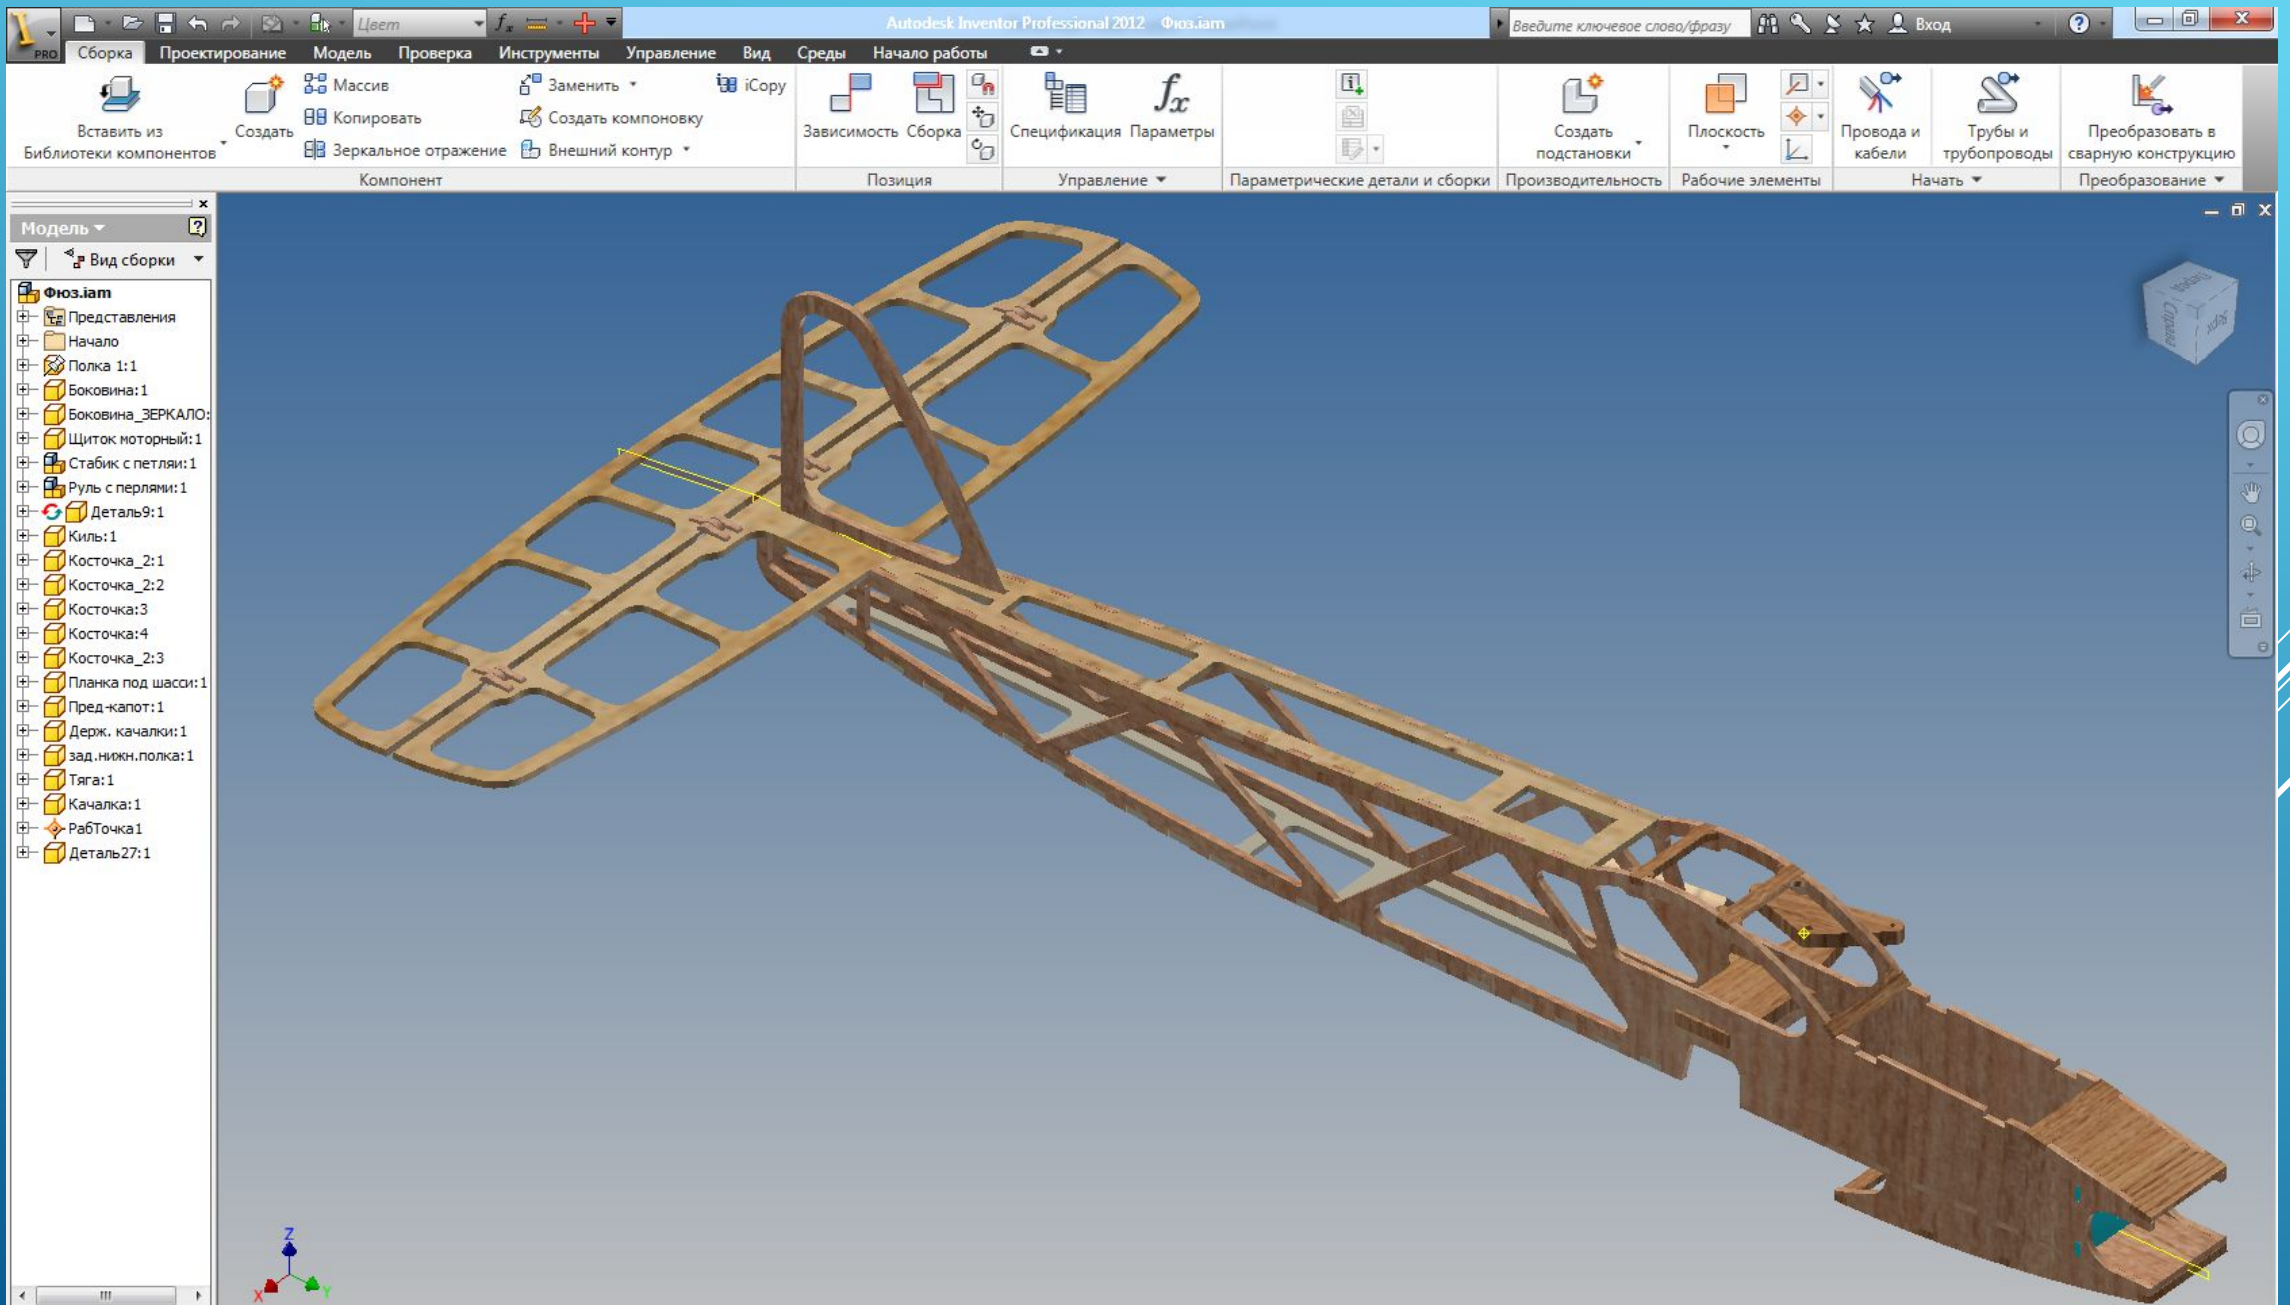 Цвет
Autodesk Inventor Professional 2012 Фюз.iam
Введите ключевое слово/фразу
Вход
PRO
Сборка Проектирование Модель Проверка Инструменты Управление Вид Среды Начало работы
Вставить из
Библиотеки компонентов
Создать
Массив
Копировать
Зеркальное отражение
Заменить
Создать компоновку
Внешний контур
iCopy
Зависимость Сборка
Спецификация Параметры
Создать
подстановки
Плоскость
Провода и
кабели
Трубы и
трубопроводы
Преобразовать в
сварную конструкцию
Компонент
Позиция
Управление
Параметрические детали и сборки
Производительность
Рабочие элементы
Начать
Преобразование
Модель
Вид сборки
Фюз.iam
Представления
Начало
Полка 1:1
Боковина:1
Боковина_ЗЕРКАЛО:
Щиток моторный:1
Стабик с петляи:1
Руль с перлями:1
Деталь9:1
Киль:1
Косточка_2:1
Косточка_2:2
Косточка:3
Косточка:4
Косточка_2:3
Планка под шасси:1
Пред-капот:1
Держ. качалки:1
зад.нижн.полка:1
Тяга:1
Качалка:1
РабТочка1
Деталь27:1
Справа
Верх
Z
X
Y